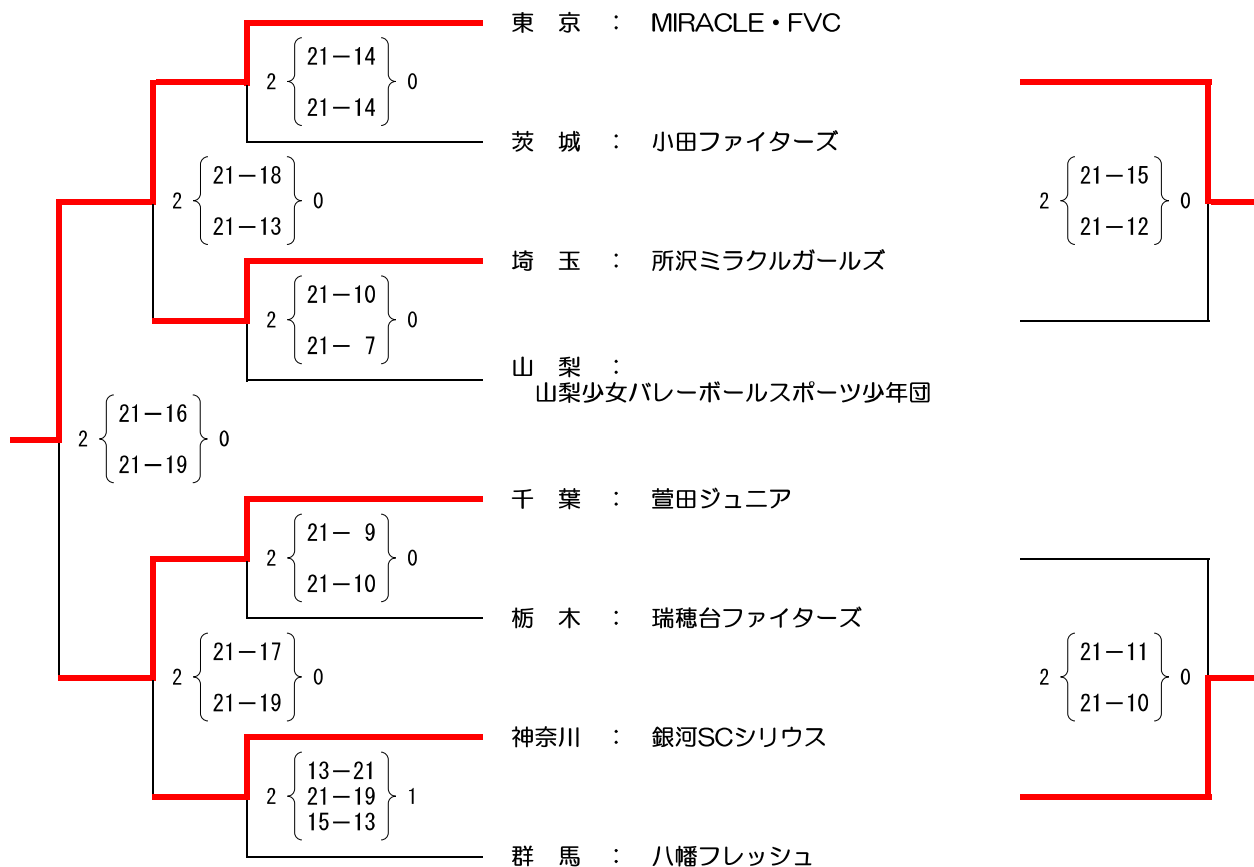 東　京　：　MIRACLE・FVC
2 21－14 0
21－14
茨　城　：　小田ファイターズ
2 21－18 0
21－13
2 21－15 0
21－12
埼　玉　：　所沢ミラクルガールズ
2 21－10 0
21－ 7
山　梨　：
山梨少女バレーボールスポーツ少年団
2 21－16 0
21－19
千　葉　：　萱田ジュニア
2 21－ 9 0
21－10
栃　木　：　瑞穂台ファイターズ
2 21－17 0
21－19
2 21－11 0
21－10
神奈川　：　銀河SCシリウス
13－21
2 21－19 1
15－13
群　馬　：　八幡フレッシュ